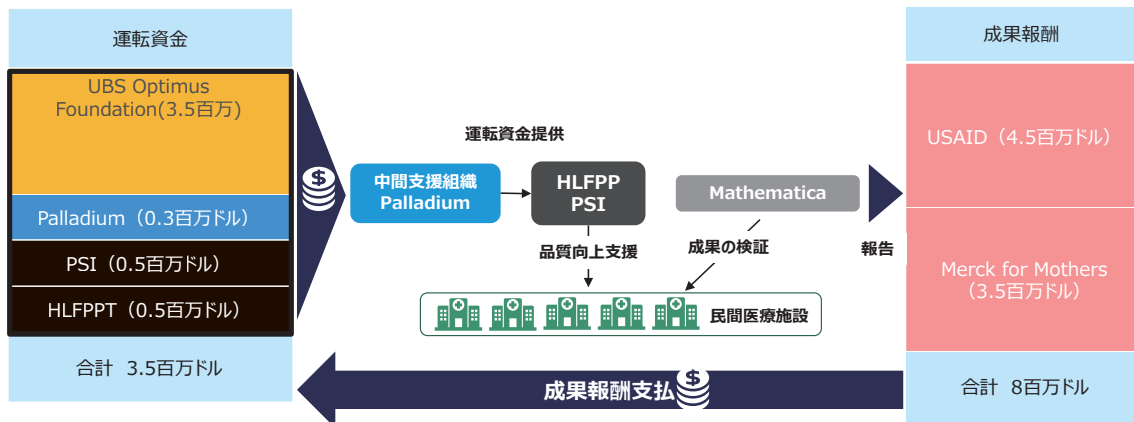 運転資金
UBS Optimus
Foundation(3.5百万)
Palladium（0.3百万ドル）
PSI（0.5百万ドル）
HLFPPT（0.5百万ドル）
合計 3.5百万ドル
$
運転資金提供
中間支援組織
Palladium
HLFPP
PSI
Mathematica
品質向上支援
成果の検証
報告
民間医療施設
成果報酬支払
$
成果報酬
USAID（4.5百万ドル）
Merck for Mothers
（3.5百万ドル）
合計 8百万ドル